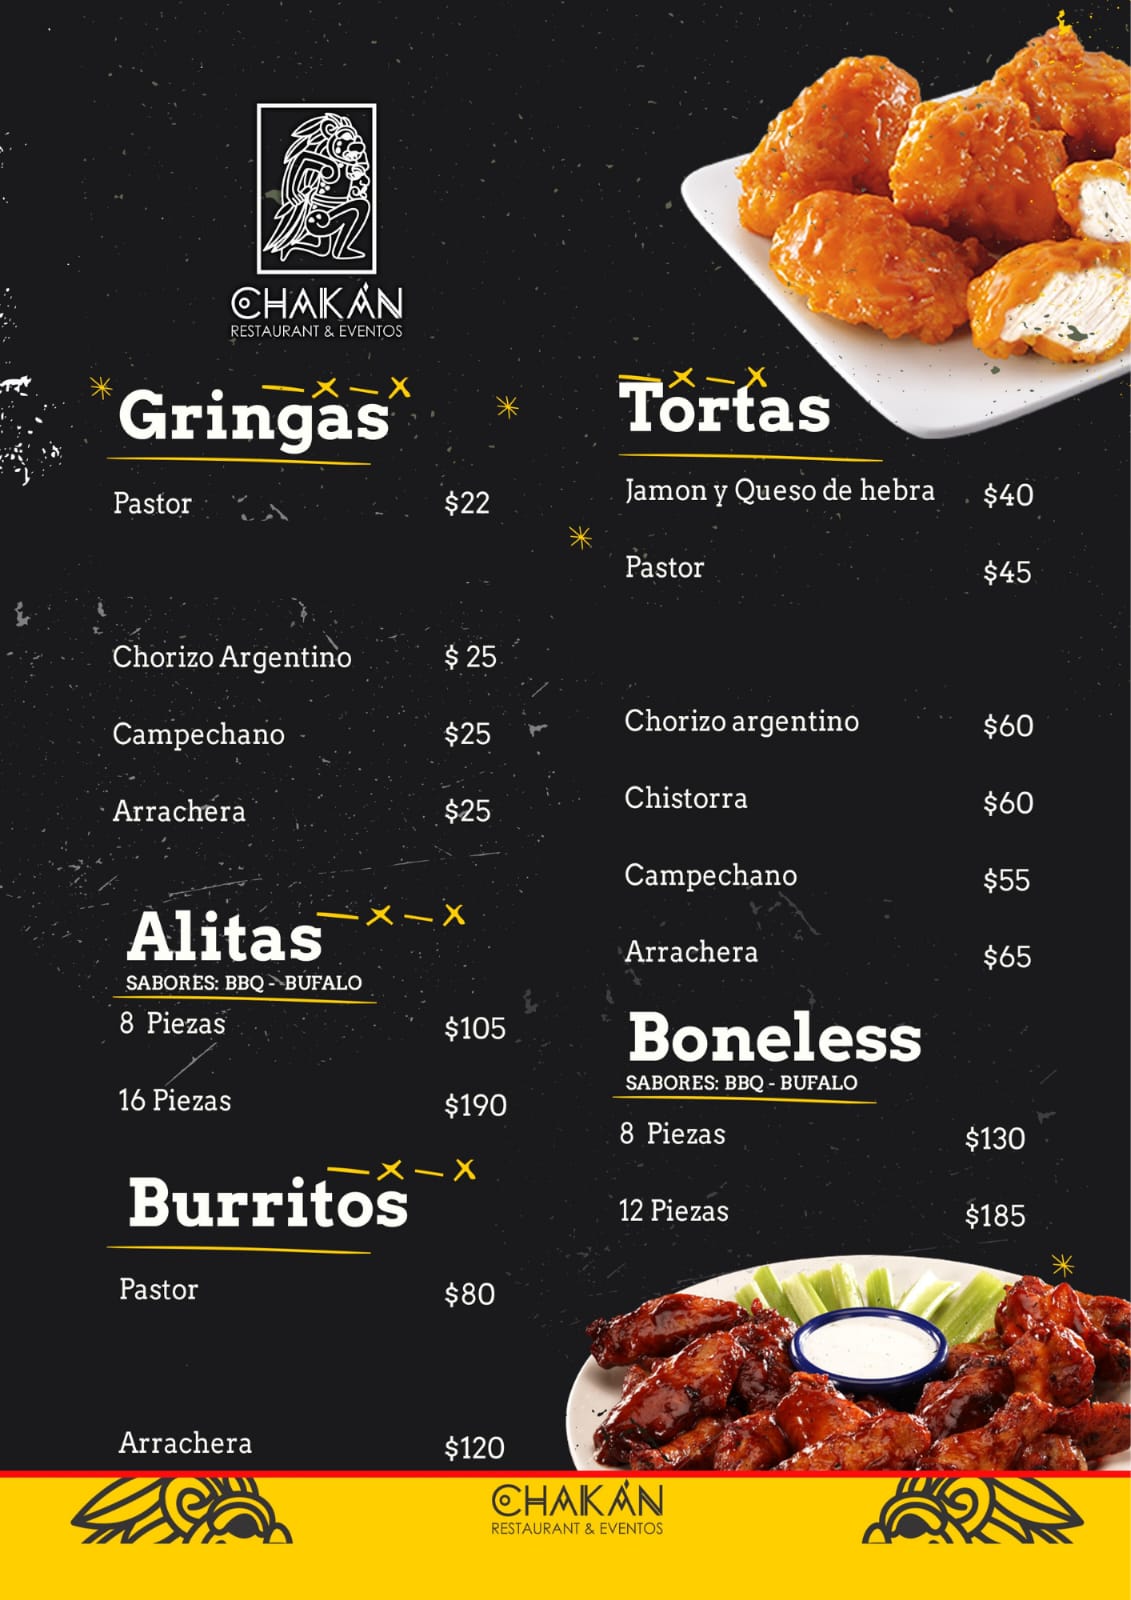 CHAKÁN
RESTAURANT & EVENTOS
Gringas
Pastor $22
Chorizo Argentino $ 25
Campechano $25
Arrachera $25
Alitas
SABORES: BBQ - BUFALO
8 Piezas $105
16 Piezas $190
Burritos
Pastor $80
Arrachera $120
Tortas
Jamon y Queso de hebra $40
Pastor $45
Chorizo argentino $60
Chistorra $60
Campechano $55
Arrachera $65
Boneless
SABORES: BBQ - BUFALO
8 Piezas $130
12 Piezas $185
CHAKÁN
RESTAURANT & EVENTOS